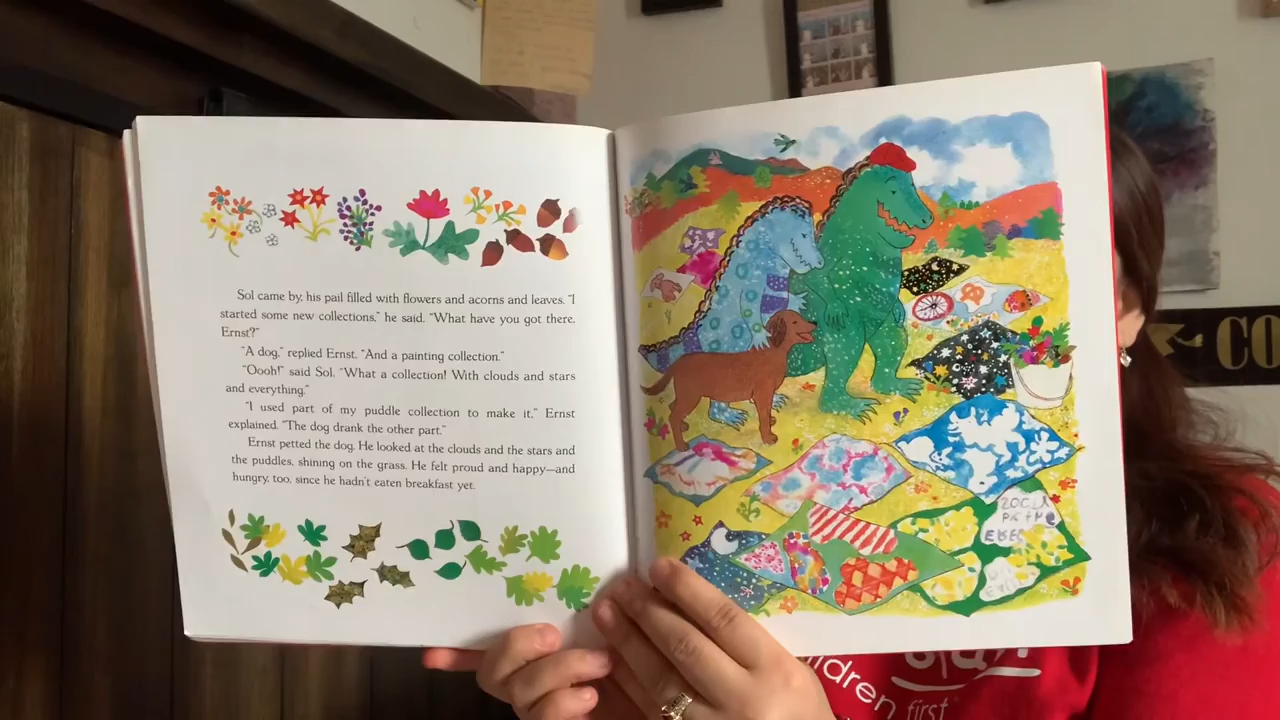 Sol came by, his pail filled with flowers and acorns and leaves. "I
started some new collections," he said. "What have you got there,
Ernst?"
"A dog," replied Ernst. "And a painting collection."
"Oooh!" said Sol. "What a collection! With clouds and stars
and everything."
"I used part of my puddle collection to make it," Ernst
explained. "The dog drank the other part."
Ernst petted the dog. He looked at the clouds and the stars and
the puddles, shining on the grass. He felt proud and happy—and
hungry, too, since he hadn't eaten breakfast yet.
CO
first